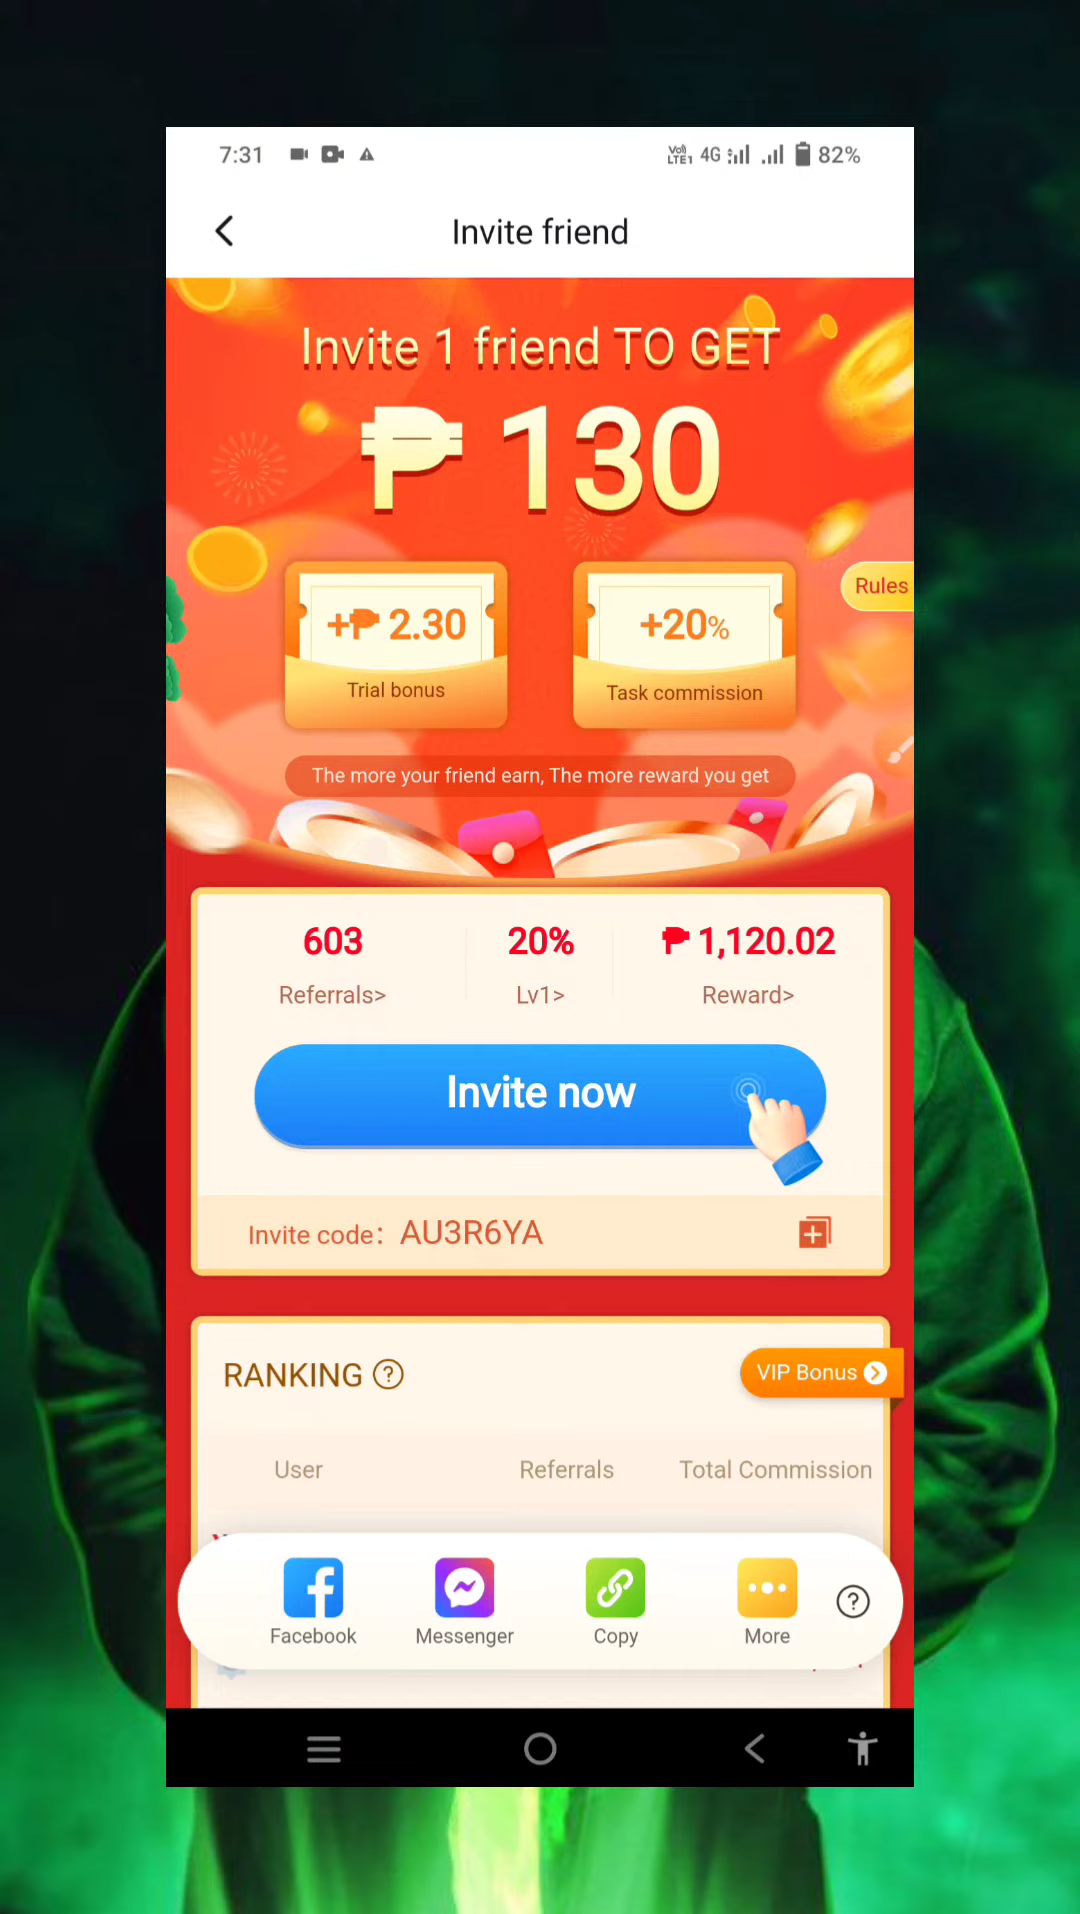 7:31
VoI) LTE1 4G 82%
Invite friend
Invite 1 friend TO GET
₱ 130
+₱ 2.30
+20%
Rules
Trial bonus
Task commission
The more your friend earn, The more reward you get
603
20%
₱ 1,120.02
Referrals>
Lv1>
Reward>
Invite now
Invite code: AU3R6YA
RANKING ?
VIP Bonus
User
Referrals
Total Commission
Facebook
Messenger
Copy
More
?